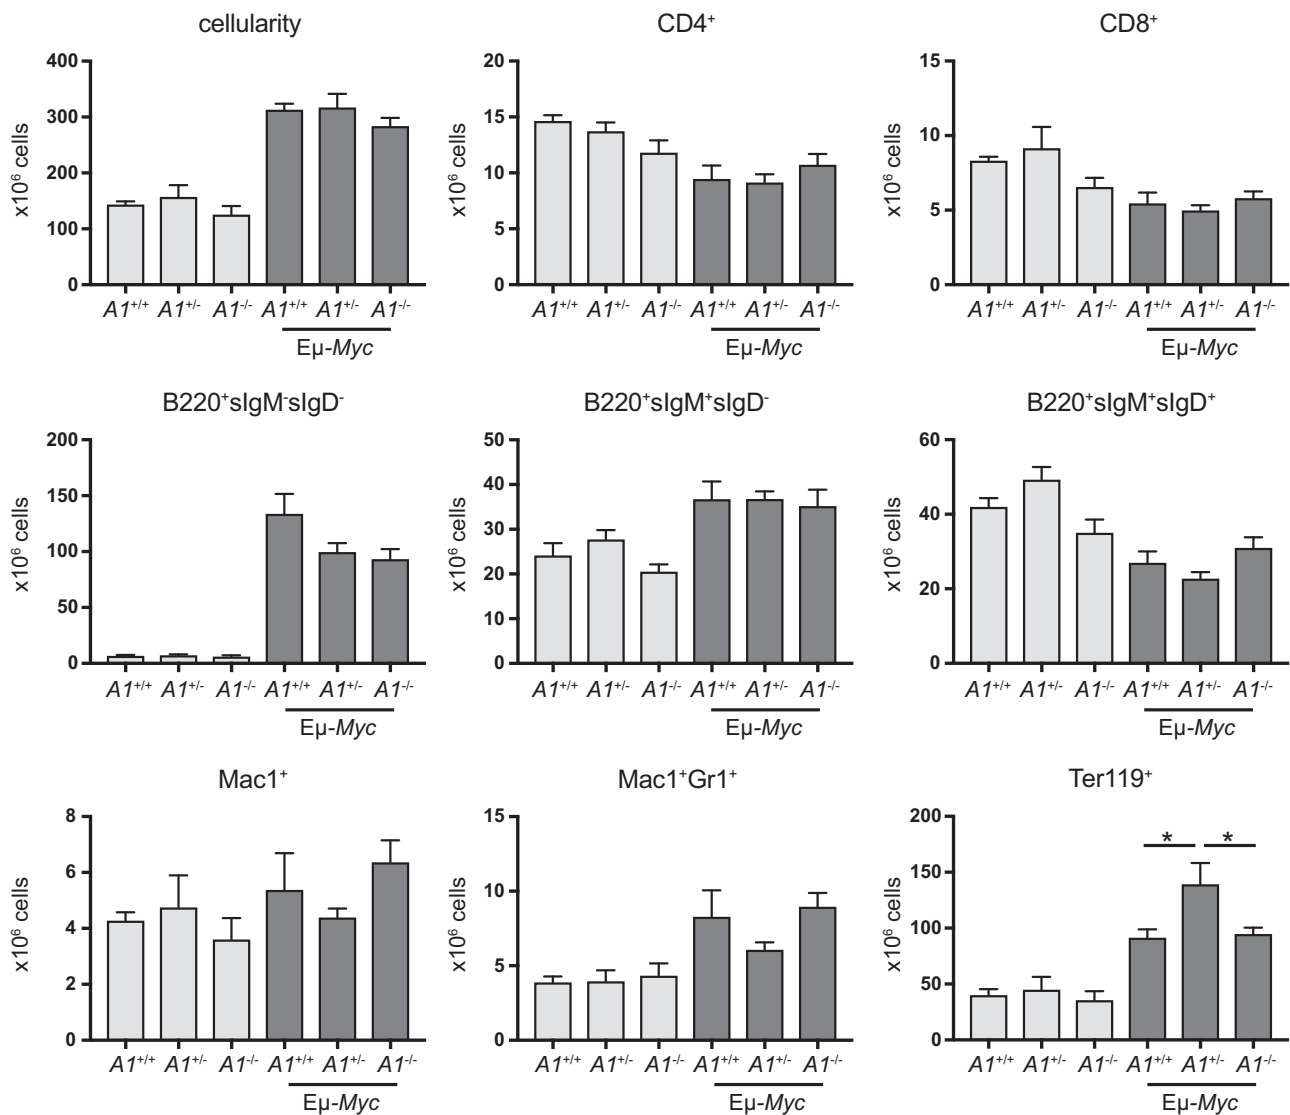 cellularity
CD4⁺
CD8⁺
x10⁶ cells
400
300
200
100
0
A1⁺/⁺ A1⁺/⁻ A1⁻/⁻ A1⁺/⁺ A1⁺/⁻ A1⁻/⁻
Eµ-Myc
x10⁶ cells
20
15
10
5
0
A1⁺/⁺ A1⁺/⁻ A1⁻/⁻ A1⁺/⁺ A1⁺/⁻ A1⁻/⁻
Eµ-Myc
x10⁶ cells
15
10
5
0
A1⁺/⁺ A1⁺/⁻ A1⁻/⁻ A1⁺/⁺ A1⁺/⁻ A1⁻/⁻
Eµ-Myc
B220⁺sIgM⁻sIgD⁻
B220⁺sIgM⁺sIgD⁻
B220⁺sIgM⁺sIgD⁺
x10⁶ cells
200
150
100
50
0
A1⁺/⁺ A1⁺/⁻ A1⁻/⁻ A1⁺/⁺ A1⁺/⁻ A1⁻/⁻
Eµ-Myc
x10⁶ cells
50
40
30
20
10
0
A1⁺/⁺ A1⁺/⁻ A1⁻/⁻ A1⁺/⁺ A1⁺/⁻ A1⁻/⁻
Eµ-Myc
x10⁶ cells
60
40
20
0
A1⁺/⁺ A1⁺/⁻ A1⁻/⁻ A1⁺/⁺ A1⁺/⁻ A1⁻/⁻
Eµ-Myc
Mac1⁺
Mac1⁺Gr1⁺
Ter119⁺
x10⁶ cells
8
6
4
2
0
A1⁺/⁺ A1⁺/⁻ A1⁻/⁻ A1⁺/⁺ A1⁺/⁻ A1⁻/⁻
Eµ-Myc
x10⁶ cells
15
10
5
0
A1⁺/⁺ A1⁺/⁻ A1⁻/⁻ A1⁺/⁺ A1⁺/⁻ A1⁻/⁻
Eµ-Myc
x10⁶ cells
200
150
100
50
0
* *
A1⁺/⁺ A1⁺/⁻ A1⁻/⁻ A1⁺/⁺ A1⁺/⁻ A1⁻/⁻
Eµ-Myc